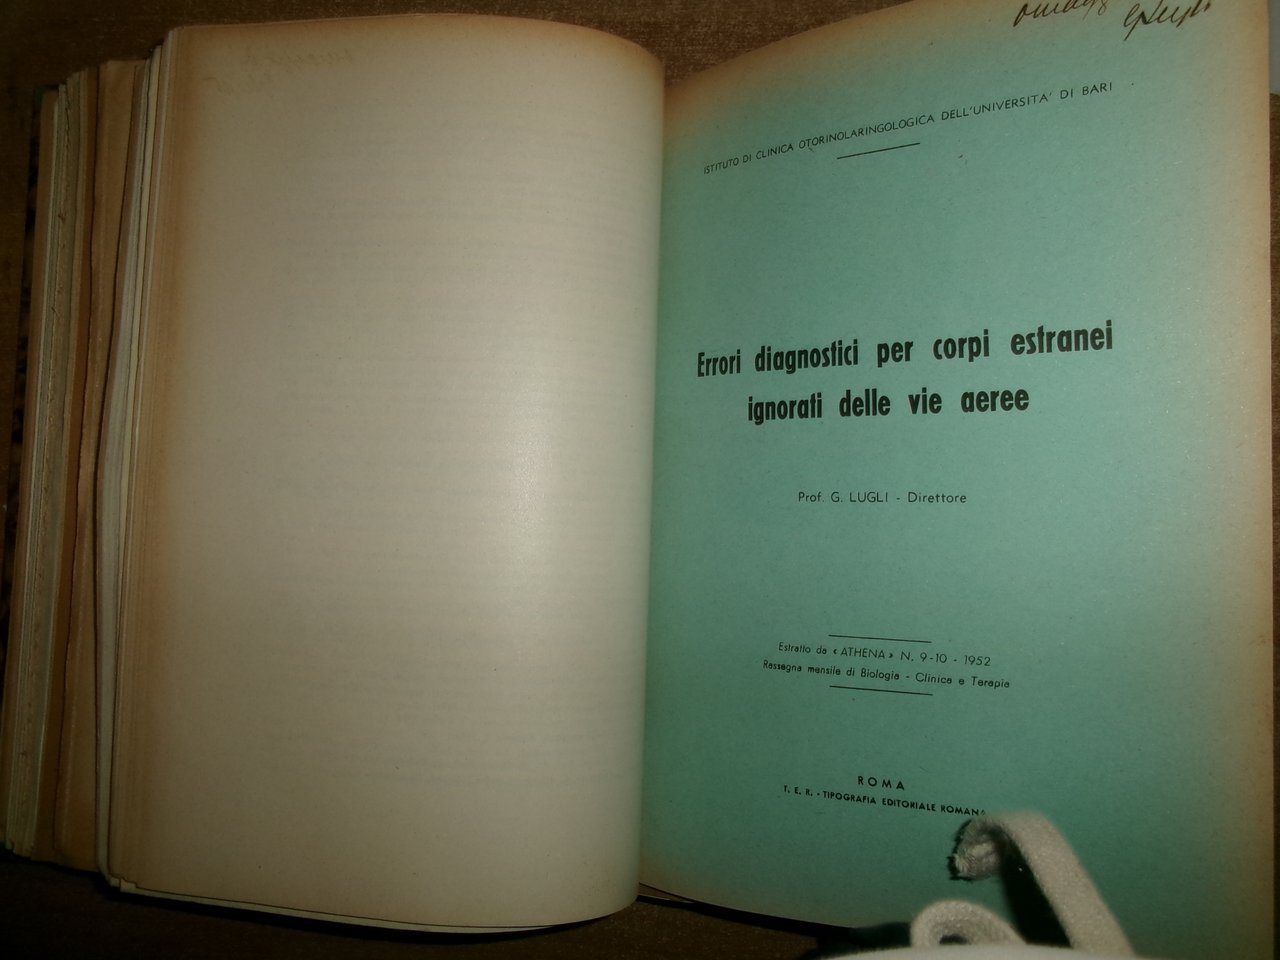 omaggio
ISTITUTO DI CLINICA OTORINOLARINGOLOGICA DELL'UNIVERSITA' DI BARI
Errori diagnostici per corpi estranei
ignorati delle vie aeree
Prof. G. LUGLI - Direttore
Estratto da « ATHENA » N. 9-10 - 1952
Rassegna mensile di Biologia - Clinica e Terapia
ROMA
T. E. R. - TIPOGRAFIA EDITORIALE ROMANA